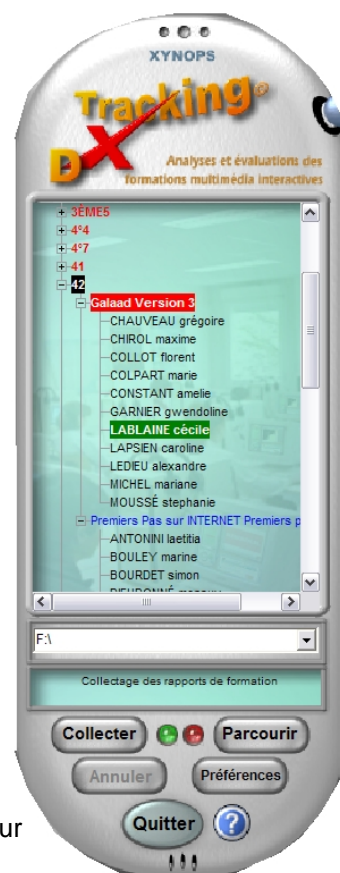 XYNOPS
DX Tracking®
Analyses et évaluations des
formations multimédia interactives
3ÈME5
4°4
4°7
41
42
Galaad Version 3
CHAUVEAU grégoire
CHIROL maxime
COLLOT florent
COLPART marie
CONSTANT amelie
GARNIER gwendoline
LABLAINE cécile
LAPSIEN caroline
LEDIEU alexandre
MICHEL mariane
MOUSSÉ stephanie
Premiers Pas sur INTERNET Premiers p
ANTONINI laetitia
BOULEY marine
BOURDET simon
F:\
Collectage des rapports de formation
Collecter
Parcourir
Annuler
Préférences
ur
Quitter
?